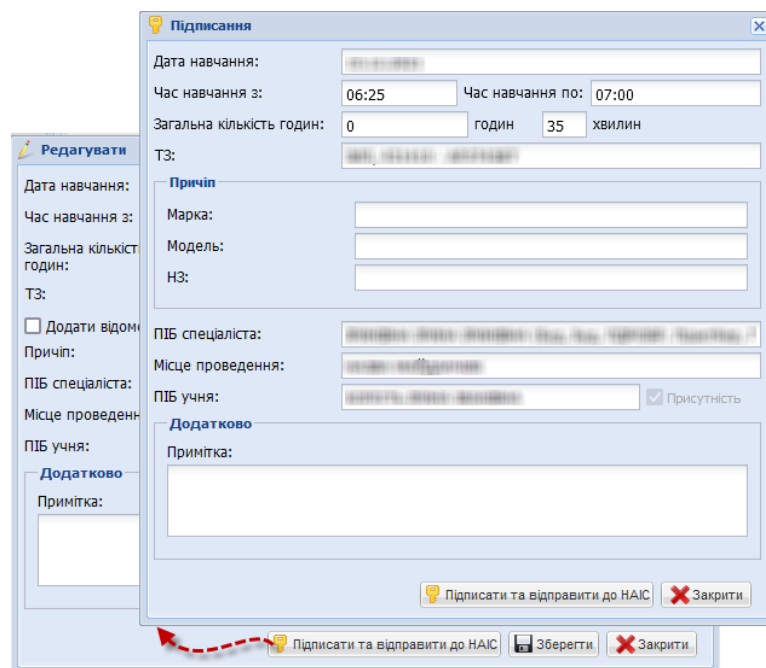 Підписання
Дата навчання:
Час навчання з: 06:25 Час навчання по: 07:00
Загальна кількість годин: 0 годин 35 хвилин
ТЗ:
Причіп
Марка:
Модель:
НЗ:
ПІБ спеціаліста:
Місце проведення:
ПІБ учня: Присутність
Додатково
Примітка:
Підписати та відправити до НАІС Закрити
Редагувати
Дата навчання:
Час навчання з:
Загальна кількіст
годин:
ТЗ:
Додати відомо
Причіп:
ПІБ спеціаліста:
Місце проведенн
ПІБ учня:
Додатково
Примітка:
Підписати та відправити до НАІС Зберегти Закрити